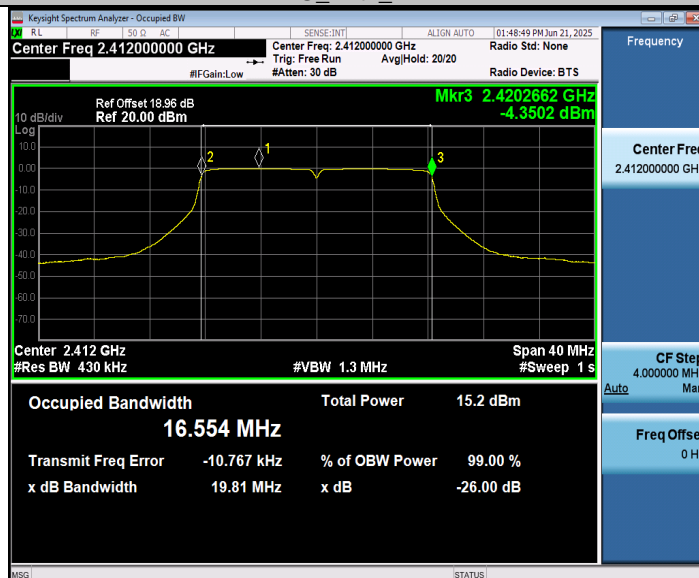 Keysight Spectrum Analyzer - Occupied BW
RL RF 50 Ω AC SENSE:INT ALIGN AUTO 01:48:49 PM Jun 21, 2025
Center Freq 2.412000000 GHz
Center Freq: 2.412000000 GHz
Radio Std: None
Trig: Free Run Avg|Hold: 20/20
#IFGain:Low #Atten: 30 dB Radio Device: BTS
Frequency
Mkr3 2.4202662 GHz
-4.3502 dBm
Ref Offset 18.96 dB
10 dB/div Ref 20.00 dBm
Log
10.0
0.00
-10.0
-20.0
-30.0
-40.0
-50.0
-60.0
-70.0
2
1
3
Center 2.412 GHz Span 40 MHz
#Res BW 430 kHz #VBW 1.3 MHz #Sweep 1 s
Occupied Bandwidth Total Power 15.2 dBm
16.554 MHz
Transmit Freq Error -10.767 kHz % of OBW Power 99.00 %
x dB Bandwidth 19.81 MHz x dB -26.00 dB
Center Fre
2.412000000 GH
CF Step
4.000000 MH
Auto Ma
Freq Offse
0 H
MSG STATUS